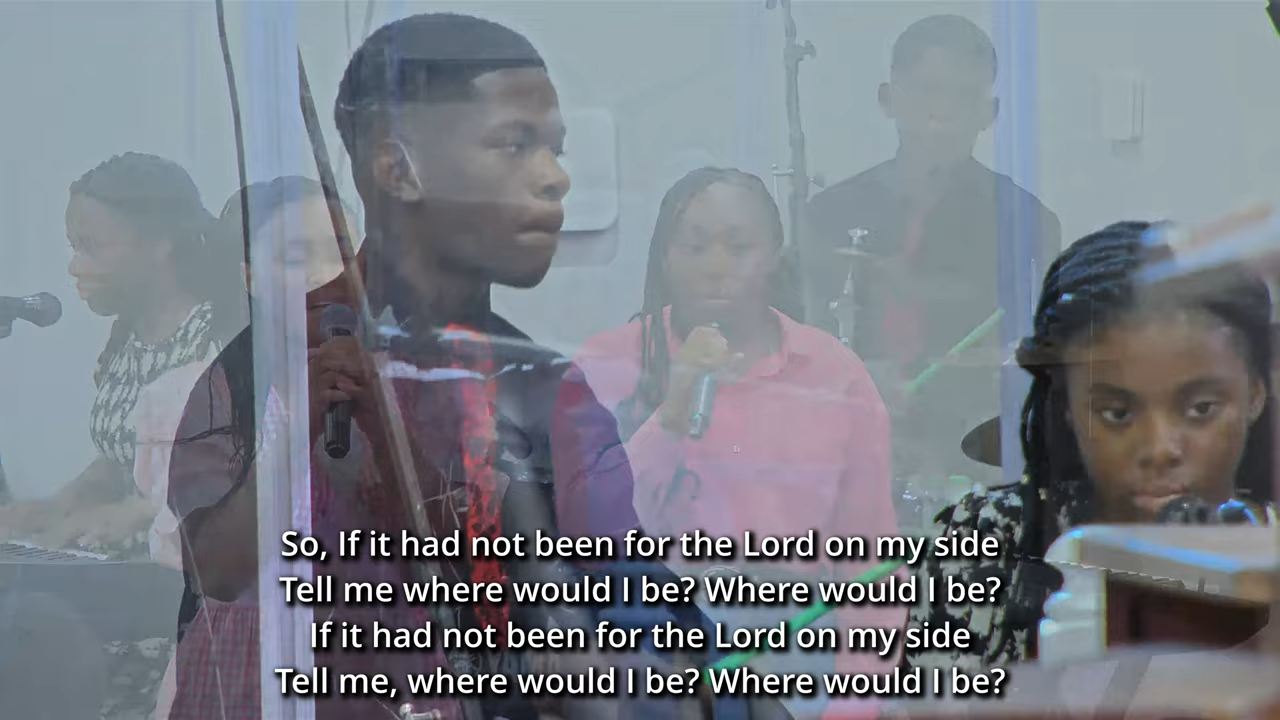 So, If it had not been for the Lord on my side
Tell me where would I be? Where would I be?
If it had not been for the Lord on my side
Tell me, where would I be? Where would I be?